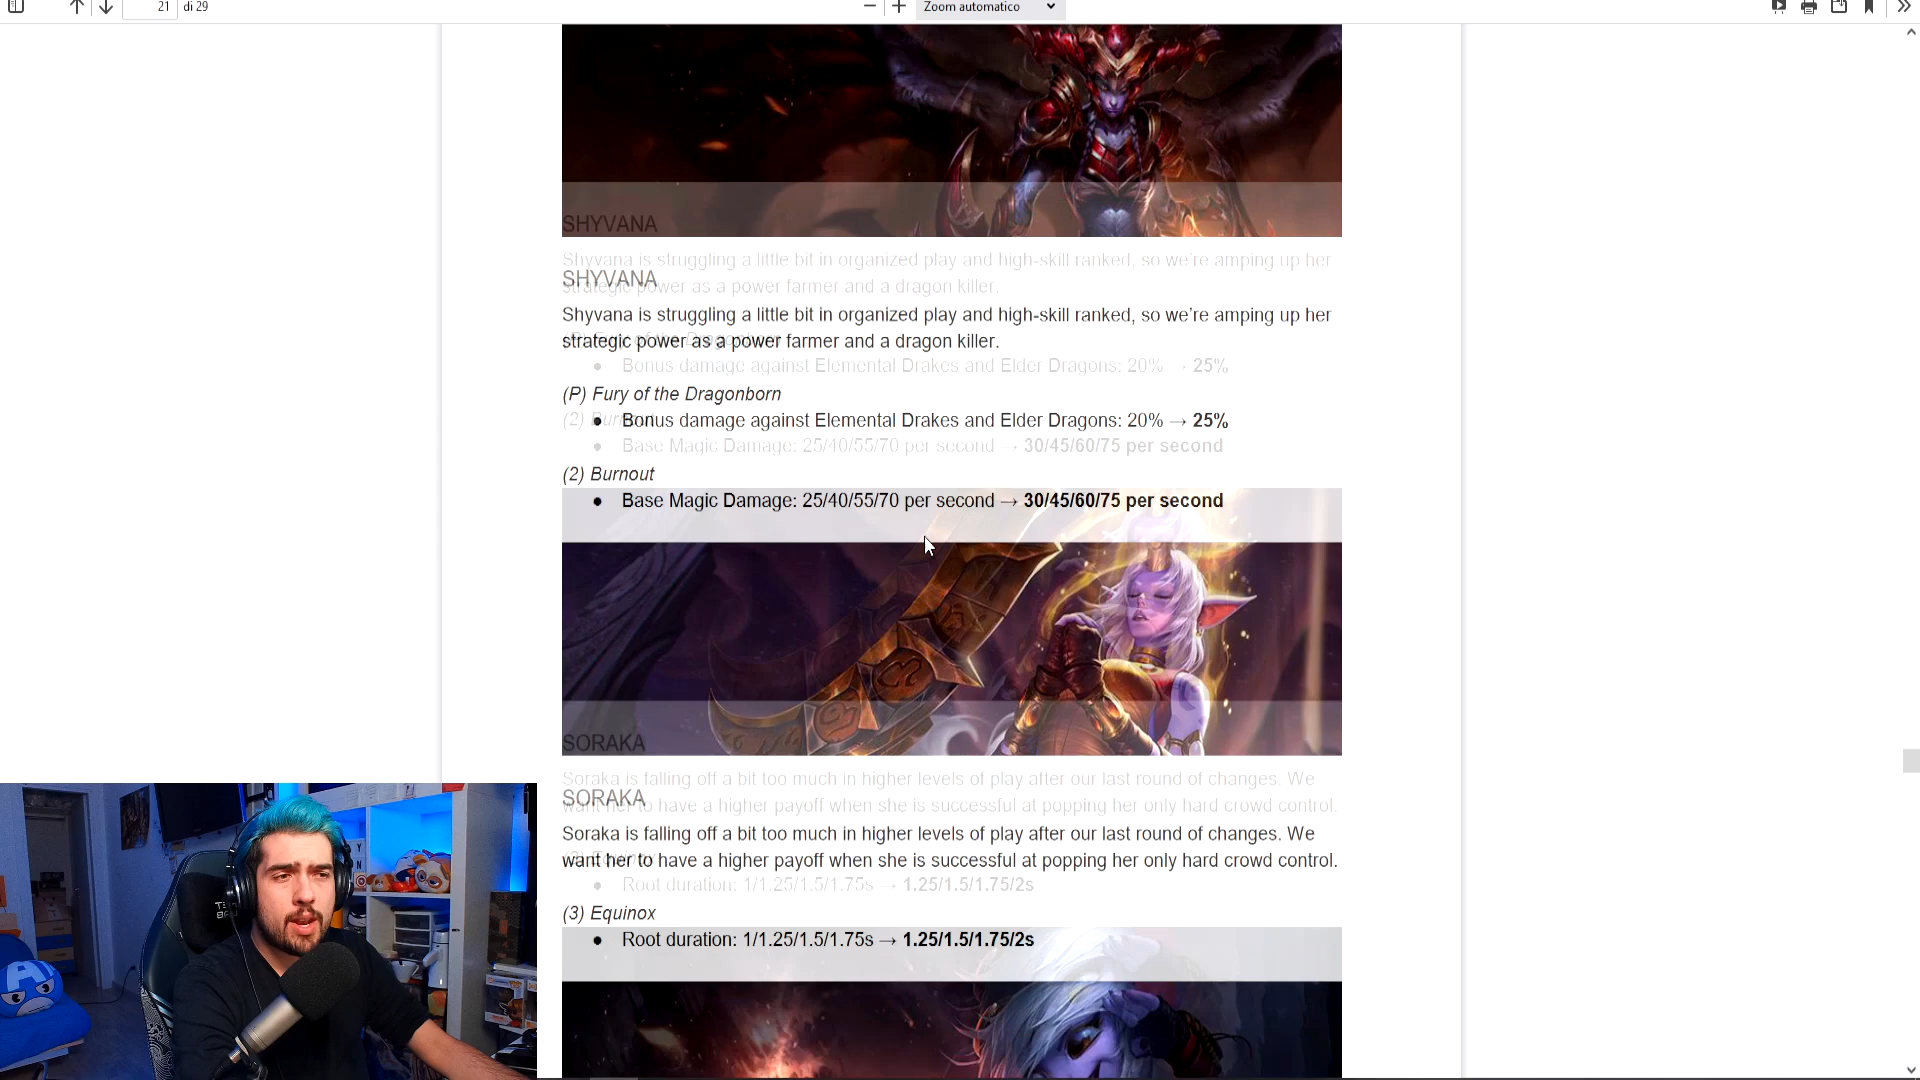 21 di 29 Zoom automatico
SHYVANA
Shyvana is struggling a little bit in organized play and high-skill ranked, so we're amping up her
SHYVANA
strategic power as a power farmer and a dragon killer.
Shyvana is struggling a little bit in organized play and high-skill ranked, so we're amping up her
strategic power as a power farmer and a dragon killer.
● Bonus damage against Elemental Drakes and Elder Dragons: 20% → 25%
(P) Fury of the Dragonborn
● Bonus damage against Elemental Drakes and Elder Dragons: 20% → 25%
(2) Burnout
● Base Magic Damage: 25/40/55/70 per second → 30/45/60/75 per second
(2) Burnout
● Base Magic Damage: 25/40/55/70 per second → 30/45/60/75 per second
SORAKA
Soraka is falling off a bit too much in higher levels of play after our last round of changes. We
SORAKA
want her to have a higher payoff when she is successful at popping her only hard crowd control.
Soraka is falling off a bit too much in higher levels of play after our last round of changes. We
want her to have a higher payoff when she is successful at popping her only hard crowd control.
● Root duration: 1/1.25/1.5/1.75s → 1.25/1.5/1.75/2s
(3) Equinox
● Root duration: 1/1.25/1.5/1.75s → 1.25/1.5/1.75/2s